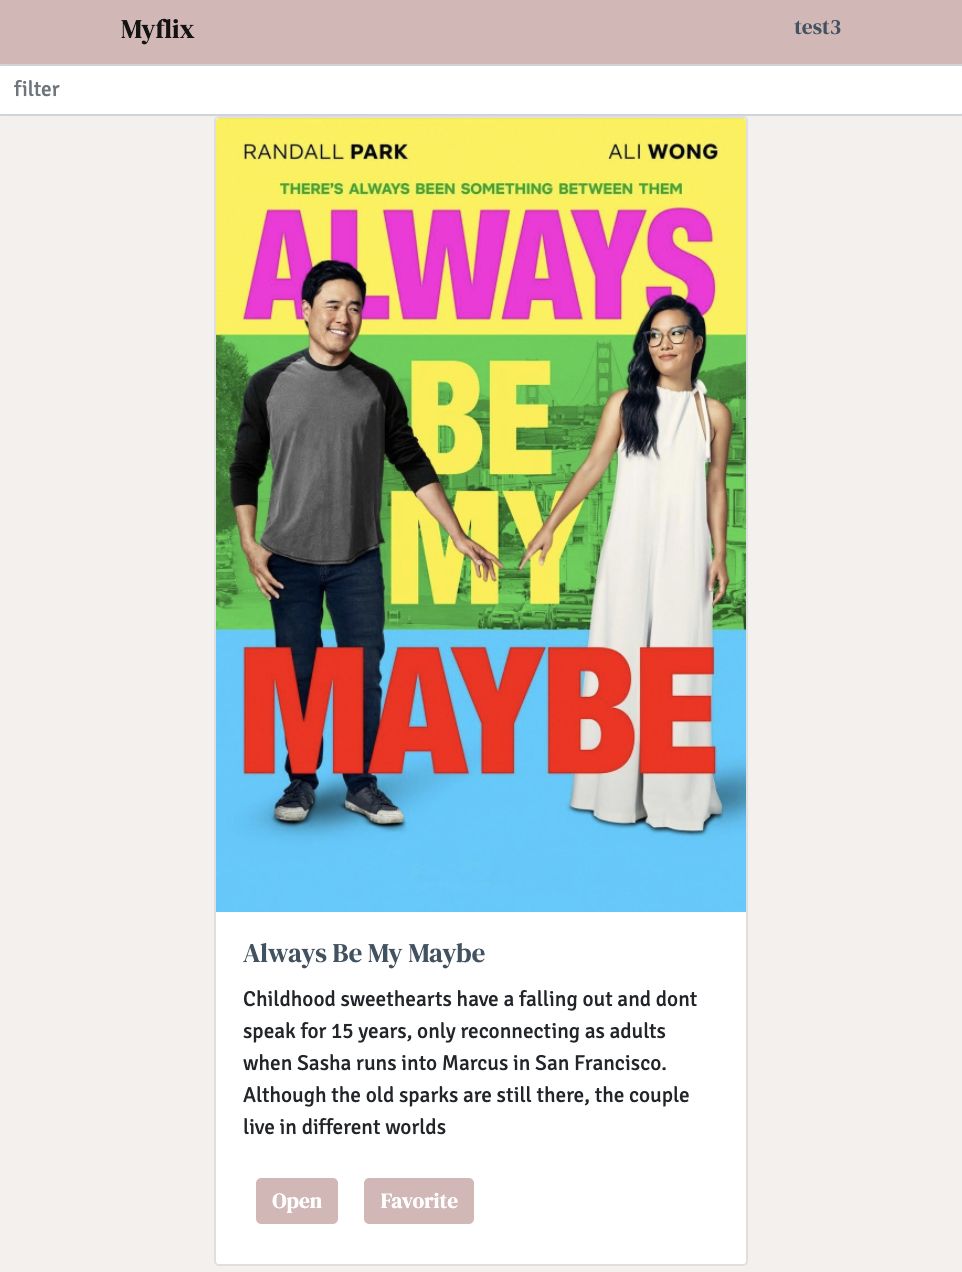 Myflix
test3
filter
RANDALL PARK
ALI WONG
THERE'S ALWAYS BEEN SOMETHING BETWEEN THEM
ALWAYS
BE
MY
MAYBE
Always Be My Maybe
Childhood sweethearts have a falling out and dont
speak for 15 years, only reconnecting as adults
when Sasha runs into Marcus in San Francisco.
Although the old sparks are still there, the couple
live in different worlds
Open
Favorite